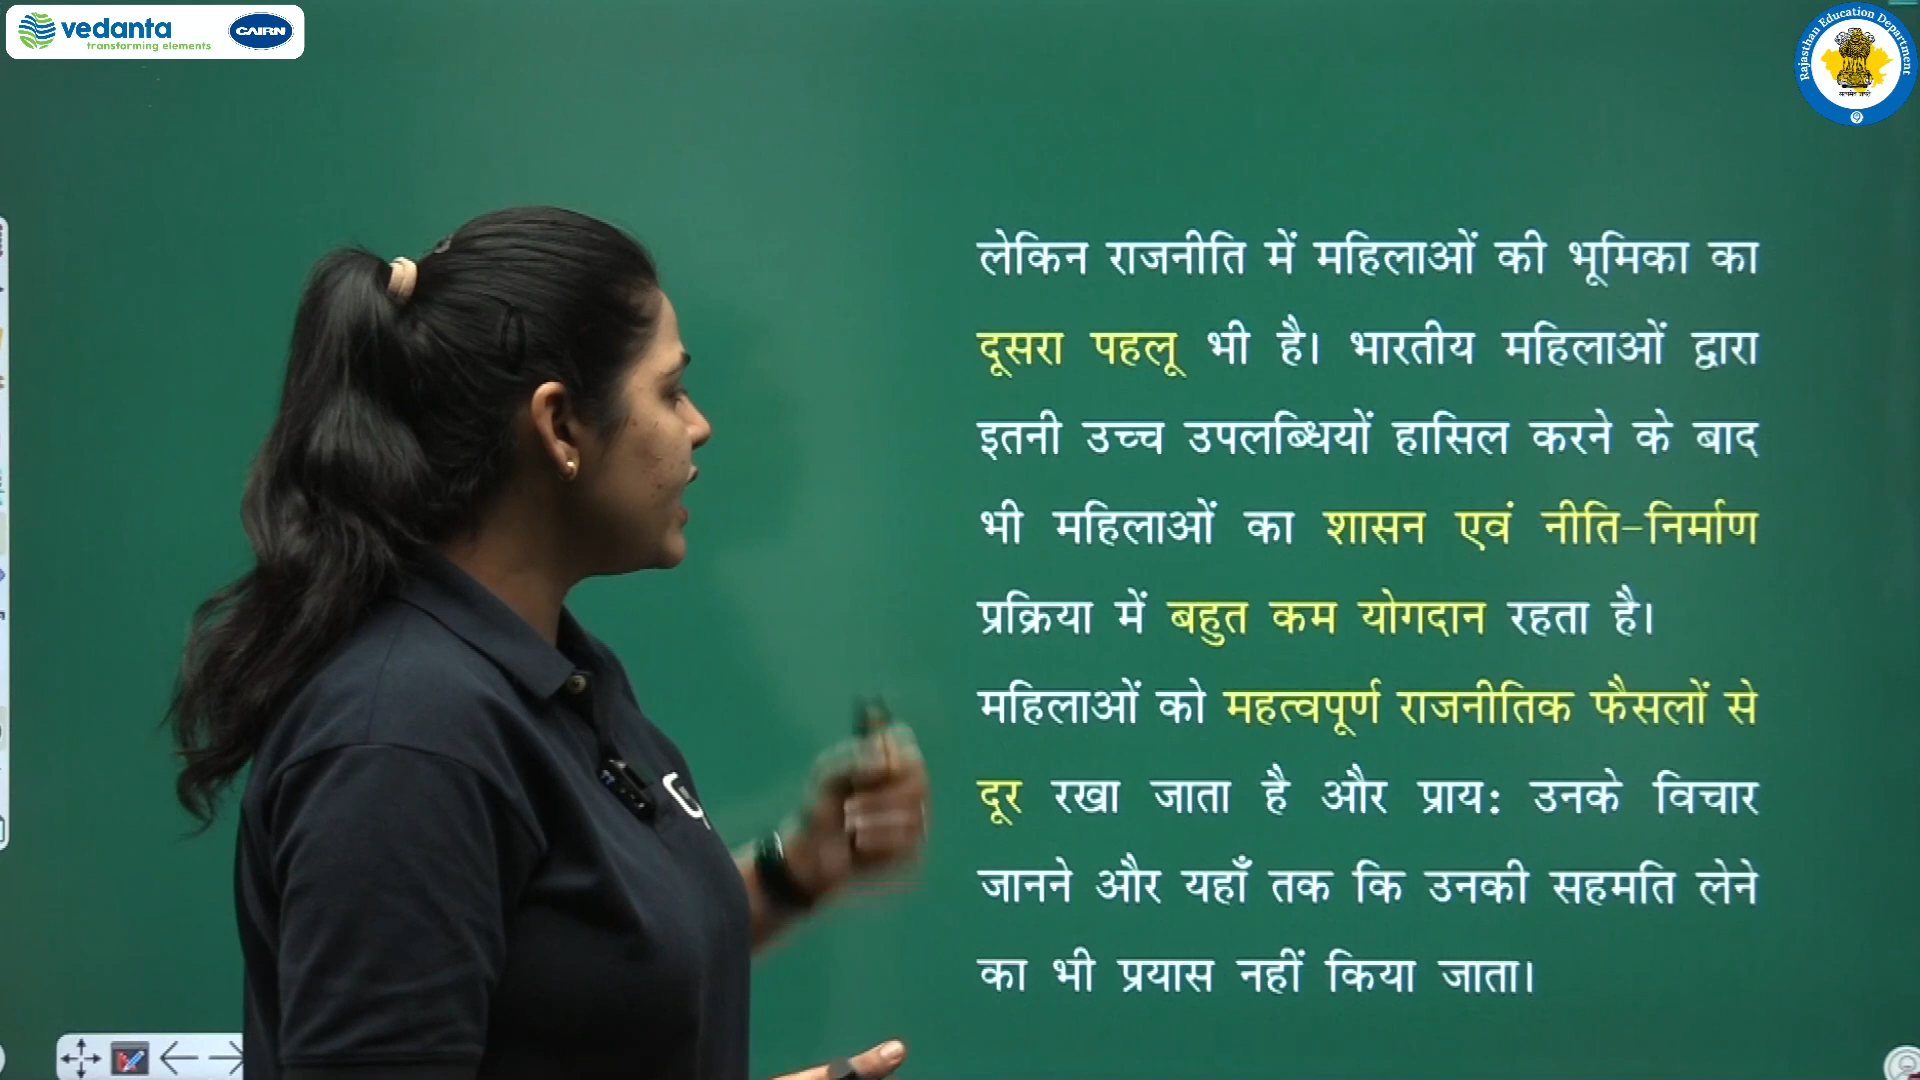 vedanta
transforming elements
CAIRN
Rajasthan Education Department
लेकिन राजनीति में महिलाओं की भूमिका का
दूसरा पहलू भी है। भारतीय महिलाओं द्वारा
इतनी उच्च उपलब्धियों हासिल करने के बाद
भी महिलाओं का शासन एवं नीति-निर्माण
प्रक्रिया में बहुत कम योगदान रहता है।
महिलाओं को महत्वपूर्ण राजनीतिक फैसलों से
दूर रखा जाता है और प्राय: उनके विचार
जानने और यहाँ तक कि उनकी सहमति लेने
का भी प्रयास नहीं किया जाता।